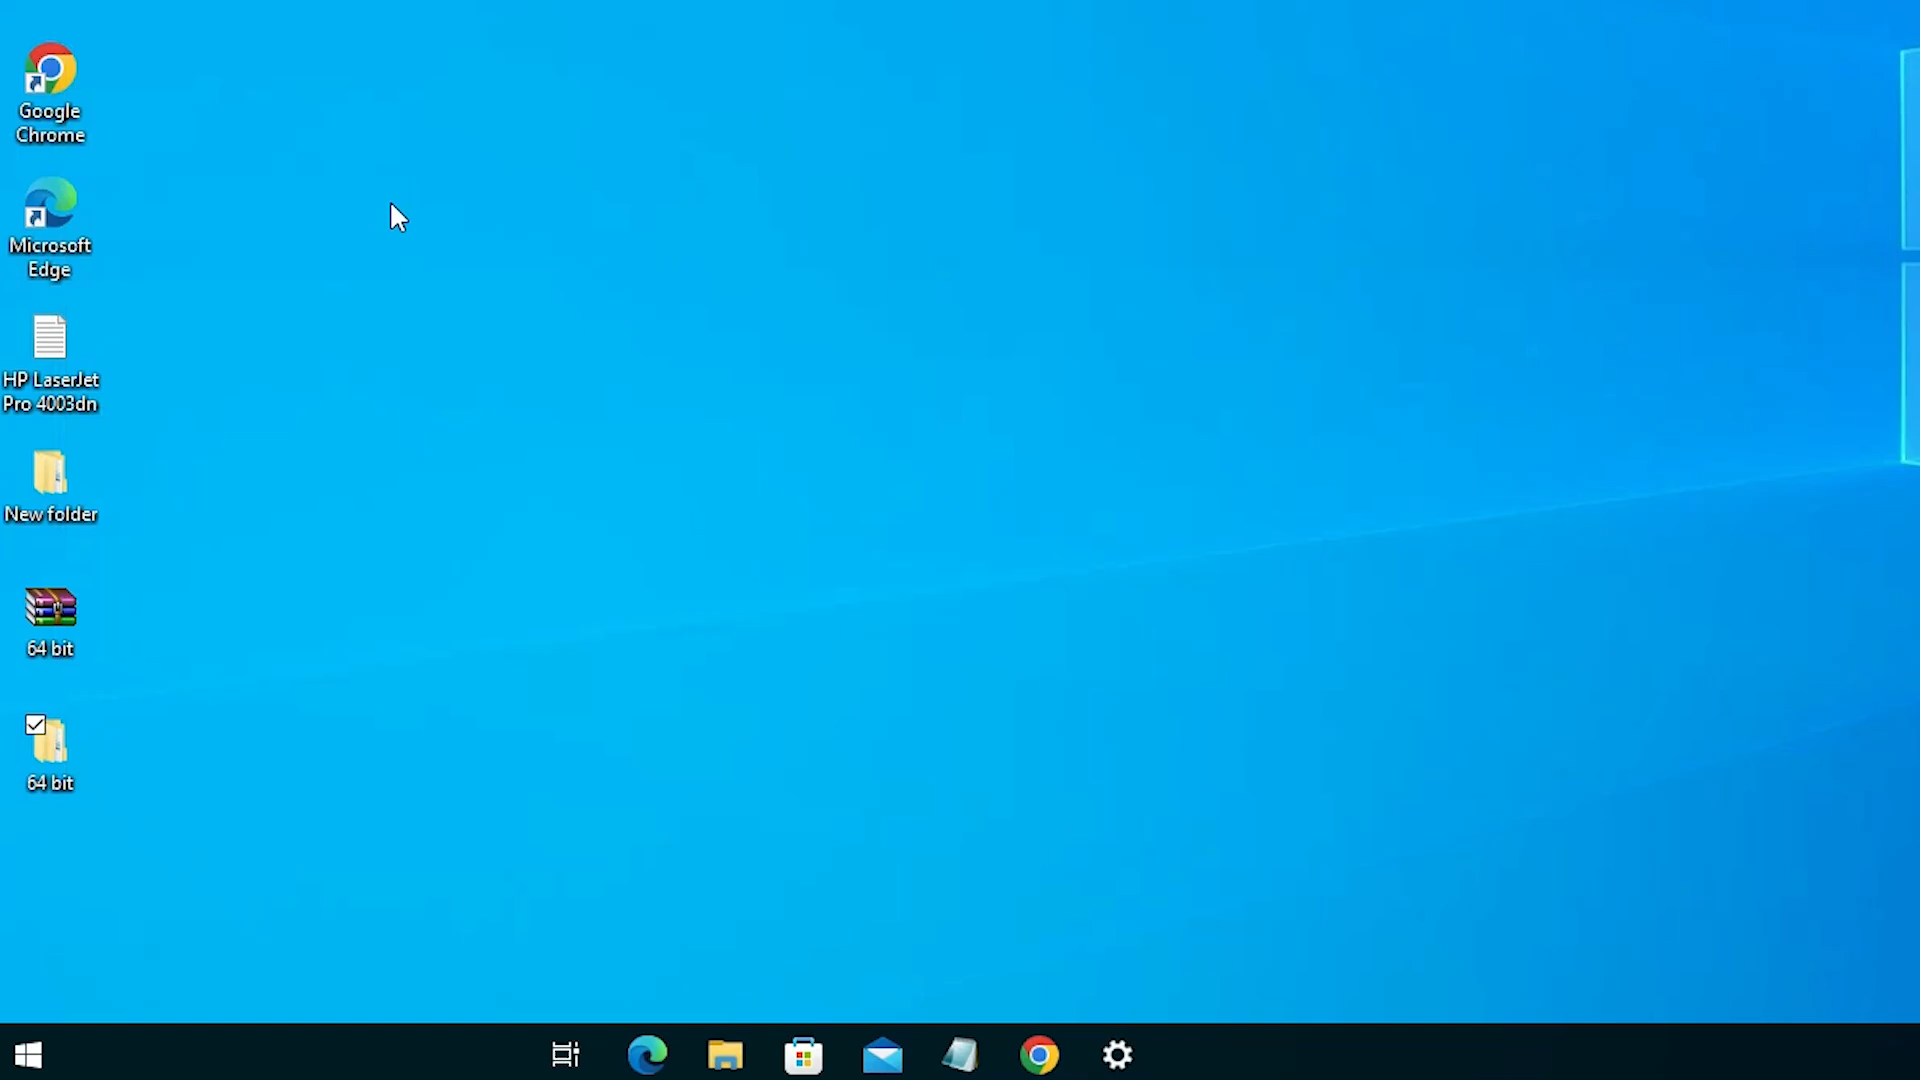 Google
Chrome
Microsoft
Edge
HP LaserJet
Pro 4003dn
New folder
64 bit
64 bit